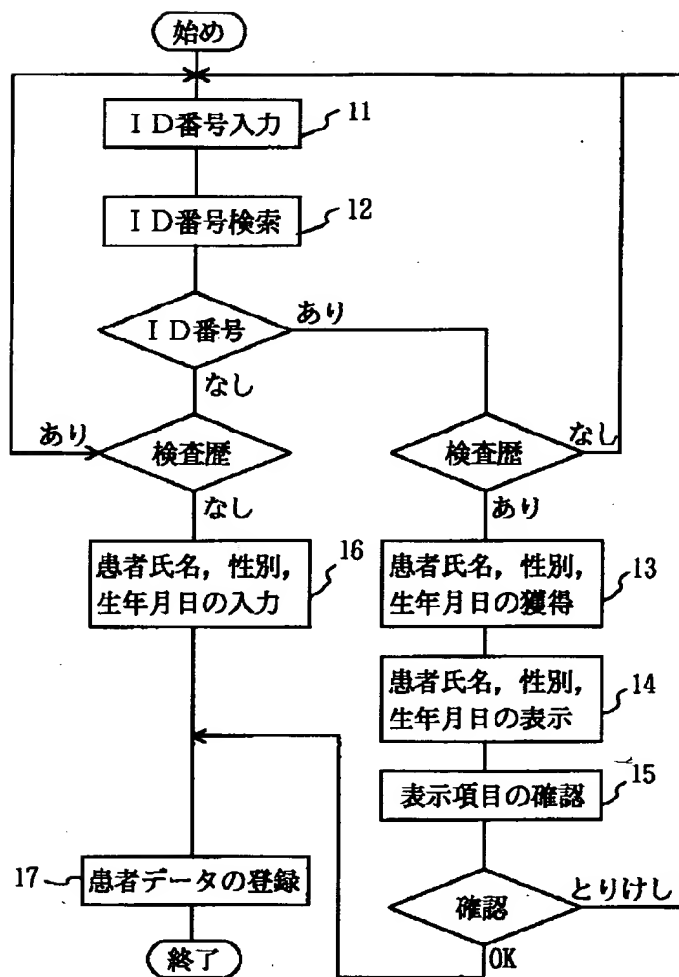 始め
ID番号入力
11
ID番号検索
12
ID番号
あり
なし
あり
検査歴
なし
検査歴
なし
あり
患者氏名,性別,
生年月日の入力
16
患者氏名,性別,
生年月日の獲得
13
患者氏名,性別,
生年月日の表示
14
表示項目の確認
15
17
患者データの登録
確認
とりけし
OK
終了